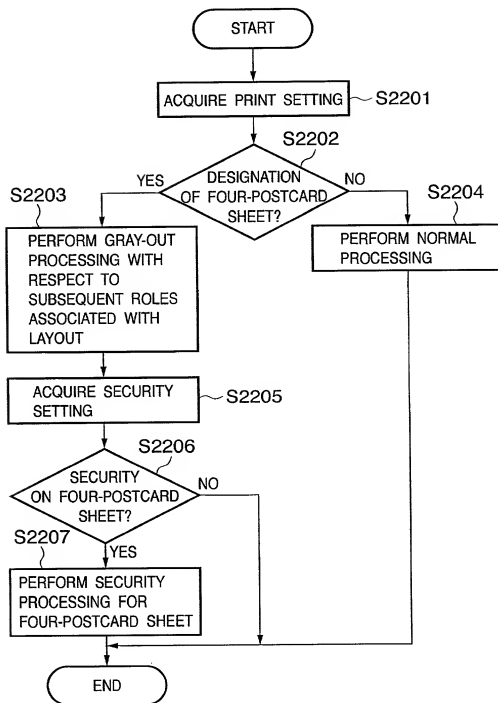 START
ACQUIRE PRINT SETTING
S2201
S2202
DESIGNATION
OF FOUR-POSTCARD
SHEET?
YES
NO
S2203
PERFORM GRAY-OUT
PROCESSING WITH
RESPECT TO
SUBSEQUENT ROLES
ASSOCIATED WITH
LAYOUT
S2204
PERFORM NORMAL
PROCESSING
ACQUIRE SECURITY
SETTING
S2205
S2206
SECURITY
ON FOUR-POSTCARD
SHEET?
NO
YES
S2207
PERFORM SECURITY
PROCESSING FOR
FOUR-POSTCARD SHEET
END